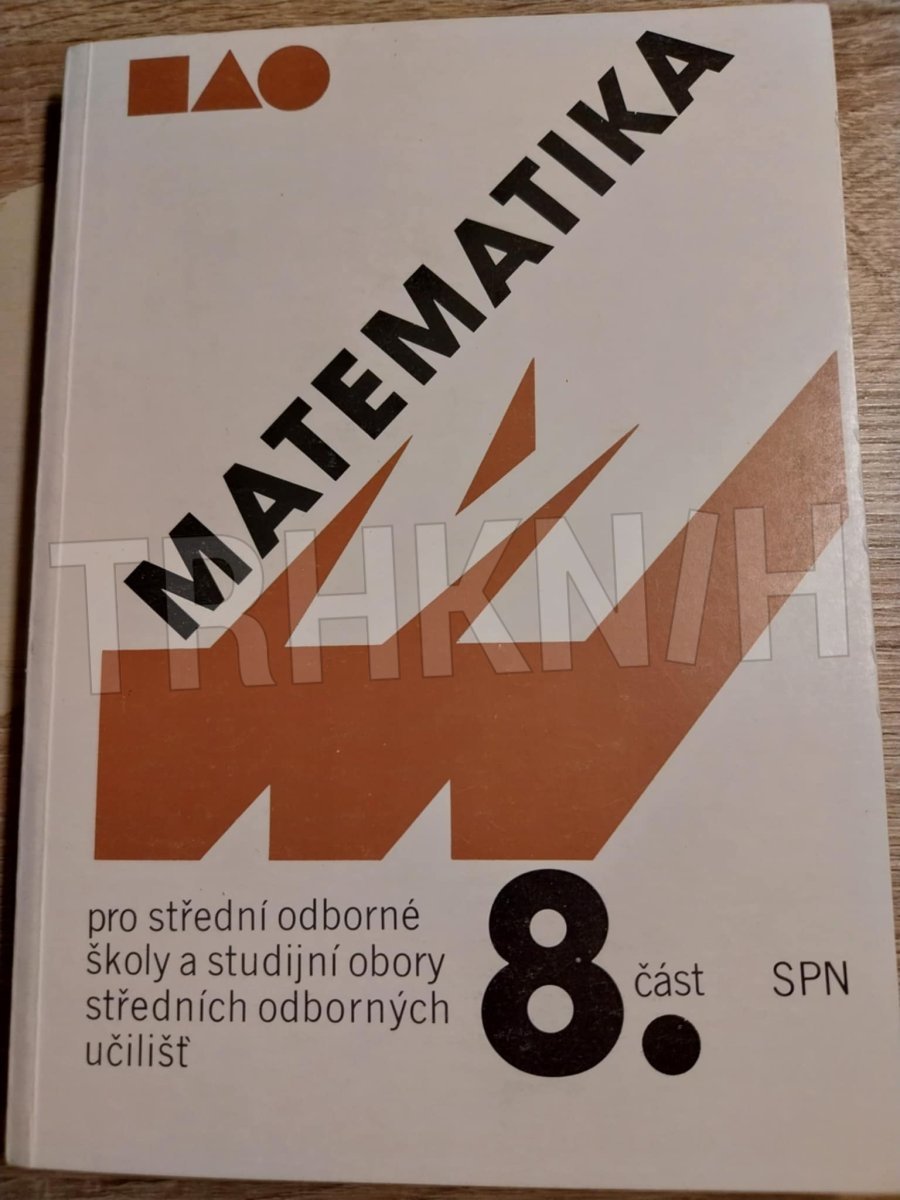 MATEMATIKA
TRHKNIH
pro střední odborné
školy a studijní obory
středních odborných
učilišť
8. část
SPN